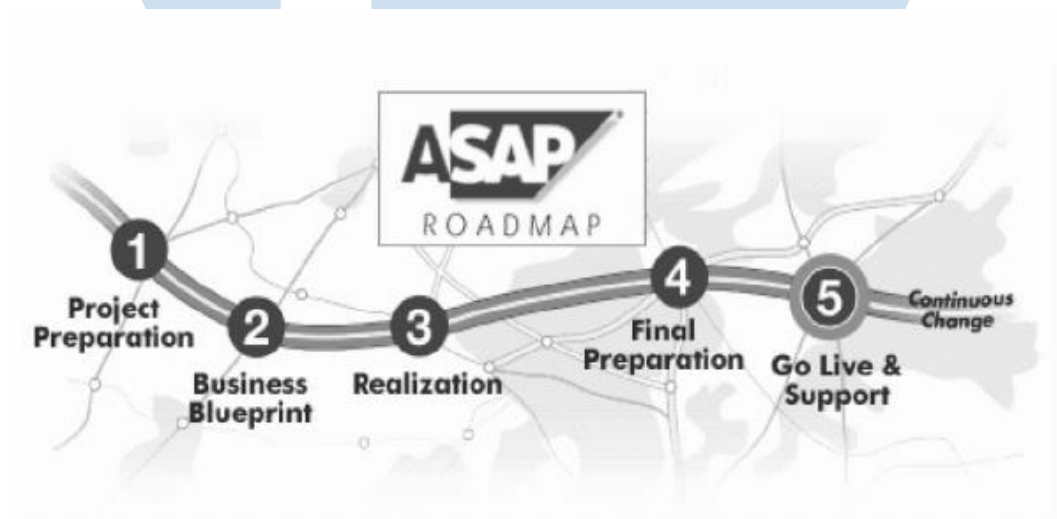 ASAP
ROADMAP
1
Project
Preparation
2
Business
Blueprint
3
Realization
4
Final
Preparation
5
Go Live &
Support
Continuous
Change